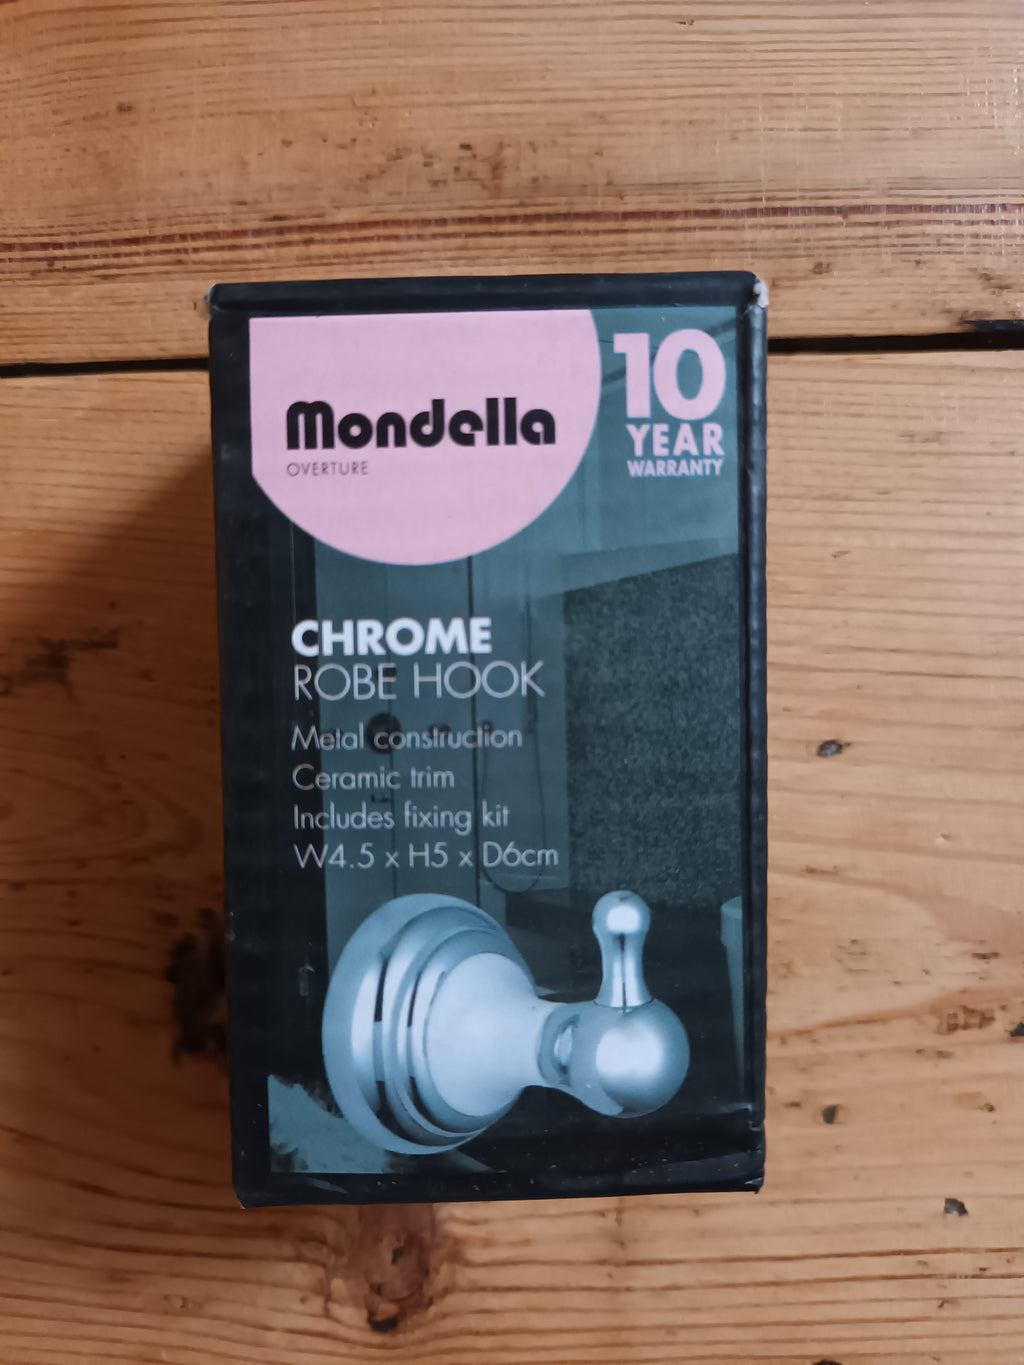 Mondella
OVERTURE
10
YEAR
WARRANTY
CHROME
ROBE HOOK
Metal construction
Ceramic trim
Includes fixing kit
W4.5 x H5 x D6cm